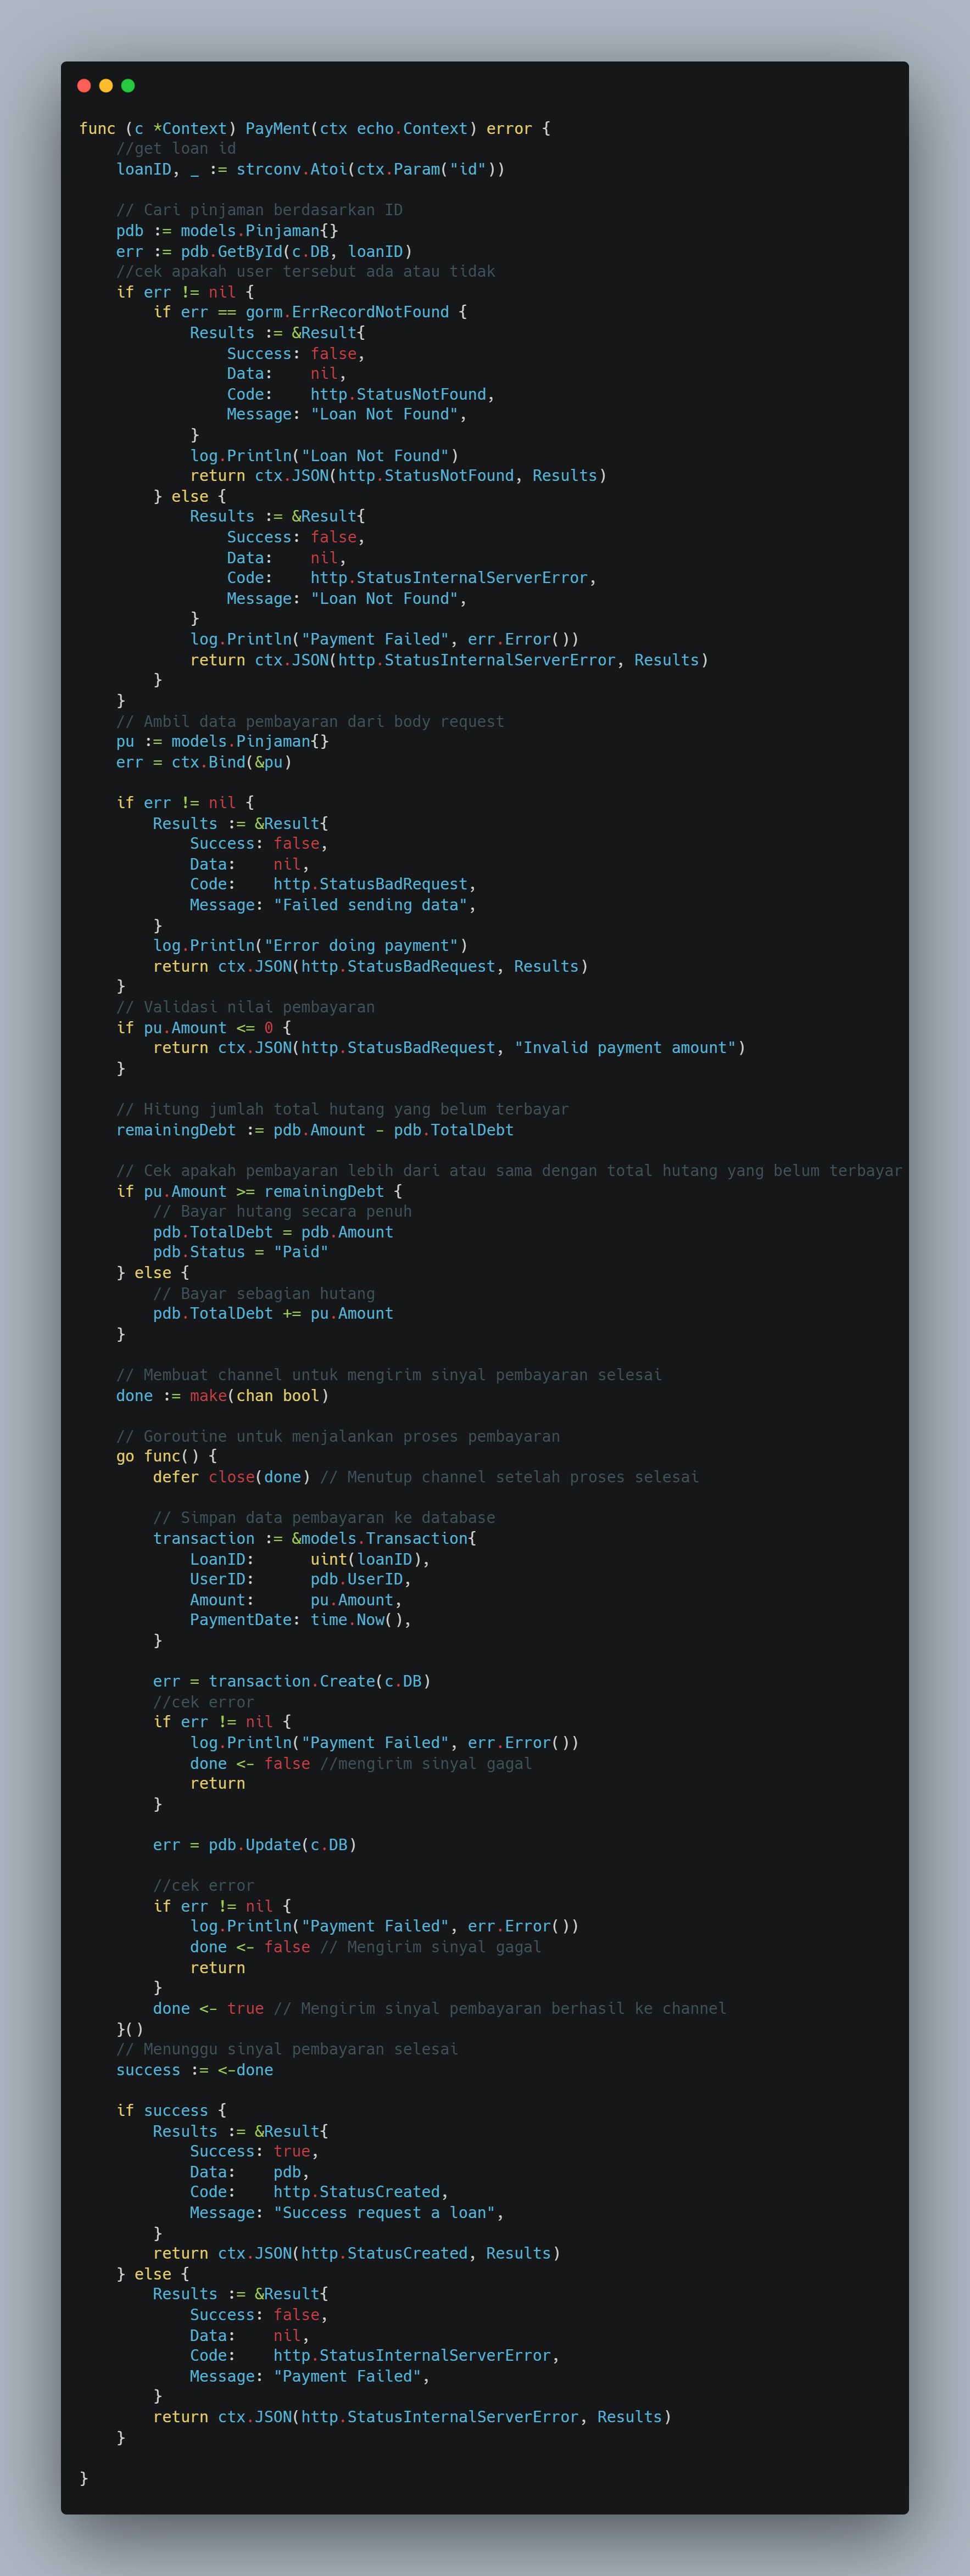 func (c *Context) PayMent(ctx echo.Context) error {
    //get loan id
    loanID, _ := strconv.Atoi(ctx.Param("id"))

    // Cari pinjaman berdasarkan ID
    pdb := models.Pinjaman{}
    err := pdb.GetById(c.DB, loanID)
    //cek apakah user tersebut ada atau tidak
    if err != nil {
        if err == gorm.ErrRecordNotFound {
            Results := &Result{
                Success: false,
                Data:    nil,
                Code:    http.StatusNotFound,
                Message: "Loan Not Found",
            }
            log.Println("Loan Not Found")
            return ctx.JSON(http.StatusNotFound, Results)
        } else {
            Results := &Result{
                Success: false,
                Data:    nil,
                Code:    http.StatusInternalServerError,
                Message: "Loan Not Found",
            }
            log.Println("Payment Failed", err.Error())
            return ctx.JSON(http.StatusInternalServerError, Results)
        }
    }
    // Ambil data pembayaran dari body request
    pu := models.Pinjaman{}
    err = ctx.Bind(&pu)

    if err != nil {
        Results := &Result{
            Success: false,
            Data:    nil,
            Code:    http.StatusBadRequest,
            Message: "Failed sending data",
        }
        log.Println("Error doing payment")
        return ctx.JSON(http.StatusBadRequest, Results)
    }
    // Validasi nilai pembayaran
    if pu.Amount <= 0 {
        return ctx.JSON(http.StatusBadRequest, "Invalid payment amount")
    }

    // Hitung jumlah total hutang yang belum terbayar
    remainingDebt := pdb.Amount - pdb.TotalDebt

    // Cek apakah pembayaran lebih dari atau sama dengan total hutang yang belum terbayar
    if pu.Amount >= remainingDebt {
        // Bayar hutang secara penuh
        pdb.TotalDebt = pdb.Amount
        pdb.Status = "Paid"
    } else {
        // Bayar sebagian hutang
        pdb.TotalDebt += pu.Amount
    }

    // Membuat channel untuk mengirim sinyal pembayaran selesai
    done := make(chan bool)

    // Goroutine untuk menjalankan proses pembayaran
    go func() {
        defer close(done) // Menutup channel setelah proses selesai

        // Simpan data pembayaran ke database
        transaction := &models.Transaction{
            LoanID:      uint(loanID),
            UserID:      pdb.UserID,
            Amount:      pu.Amount,
            PaymentDate: time.Now(),
        }

        err = transaction.Create(c.DB)
        //cek error
        if err != nil {
            log.Println("Payment Failed", err.Error())
            done <- false //mengirim sinyal gagal
            return
        }

        err = pdb.Update(c.DB)

        //cek error
        if err != nil {
            log.Println("Payment Failed", err.Error())
            done <- false // Mengirim sinyal gagal
            return
        }
        done <- true // Mengirim sinyal pembayaran berhasil ke channel
    }()
    // Menunggu sinyal pembayaran selesai
    success := <-done

    if success {
        Results := &Result{
            Success: true,
            Data:    pdb,
            Code:    http.StatusCreated,
            Message: "Success request a loan",
        }
        return ctx.JSON(http.StatusCreated, Results)
    } else {
        Results := &Result{
            Success: false,
            Data:    nil,
            Code:    http.StatusInternalServerError,
            Message: "Payment Failed",
        }
        return ctx.JSON(http.StatusInternalServerError, Results)
    }

}